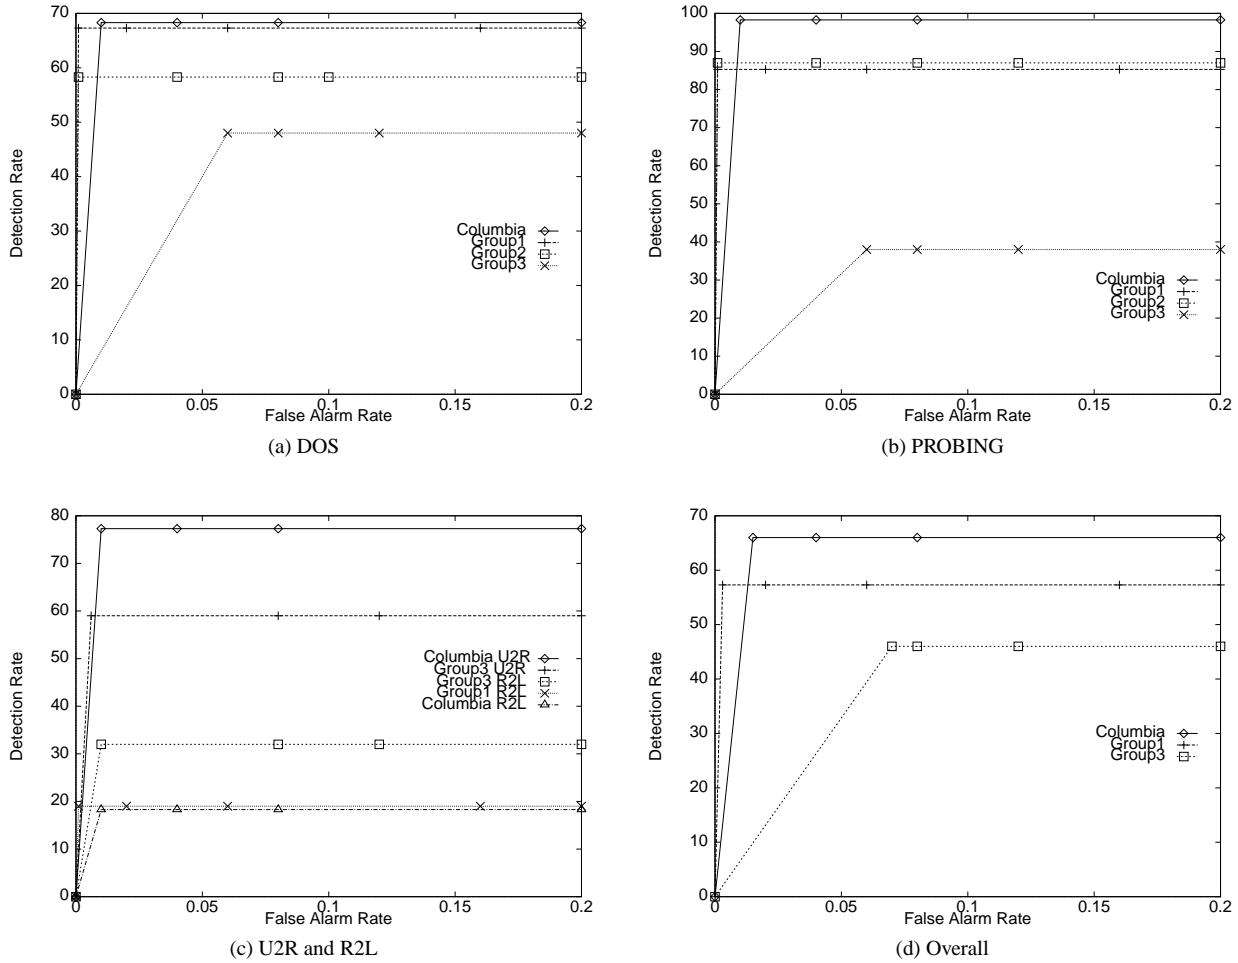 70
60
50
40
30
20
10
0
Detection Rate
Columbia
Group1
Group2
Group3
0 0.05 0.1 0.15 0.2
False Alarm Rate
(a) DOS
100
90
80
70
60
50
40
30
20
10
0
Detection Rate
Columbia
Group1
Group2
Group3
0 0.05 0.1 0.15 0.2
False Alarm Rate
(b) PROBING
80
70
60
50
40
30
20
10
0
Detection Rate
Columbia U2R
Group3 U2R
Group3 R2L
Group1 R2L
Columbia R2L
0 0.05 0.1 0.15 0.2
False Alarm Rate
(c) U2R and R2L
70
60
50
40
30
20
10
0
Detection Rate
Columbia
Group1
Group3
0 0.05 0.1 0.15 0.2
False Alarm Rate
(d) Overall